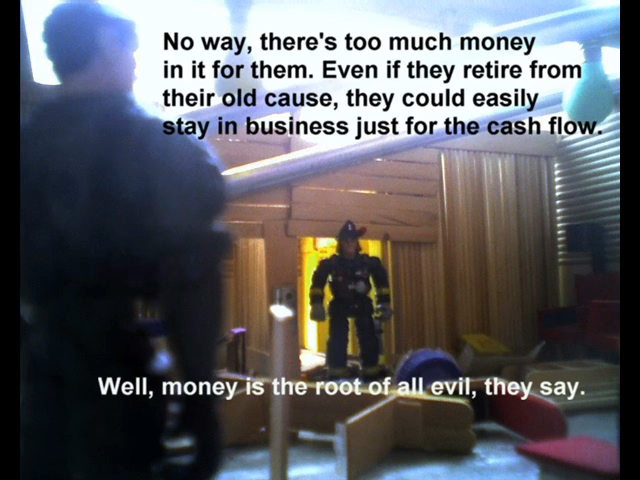 No way, there's too much money
in it for them. Even if they retire from
their old cause, they could easily
stay in business just for the cash flow.
Well, money is the root of all evil, they say.